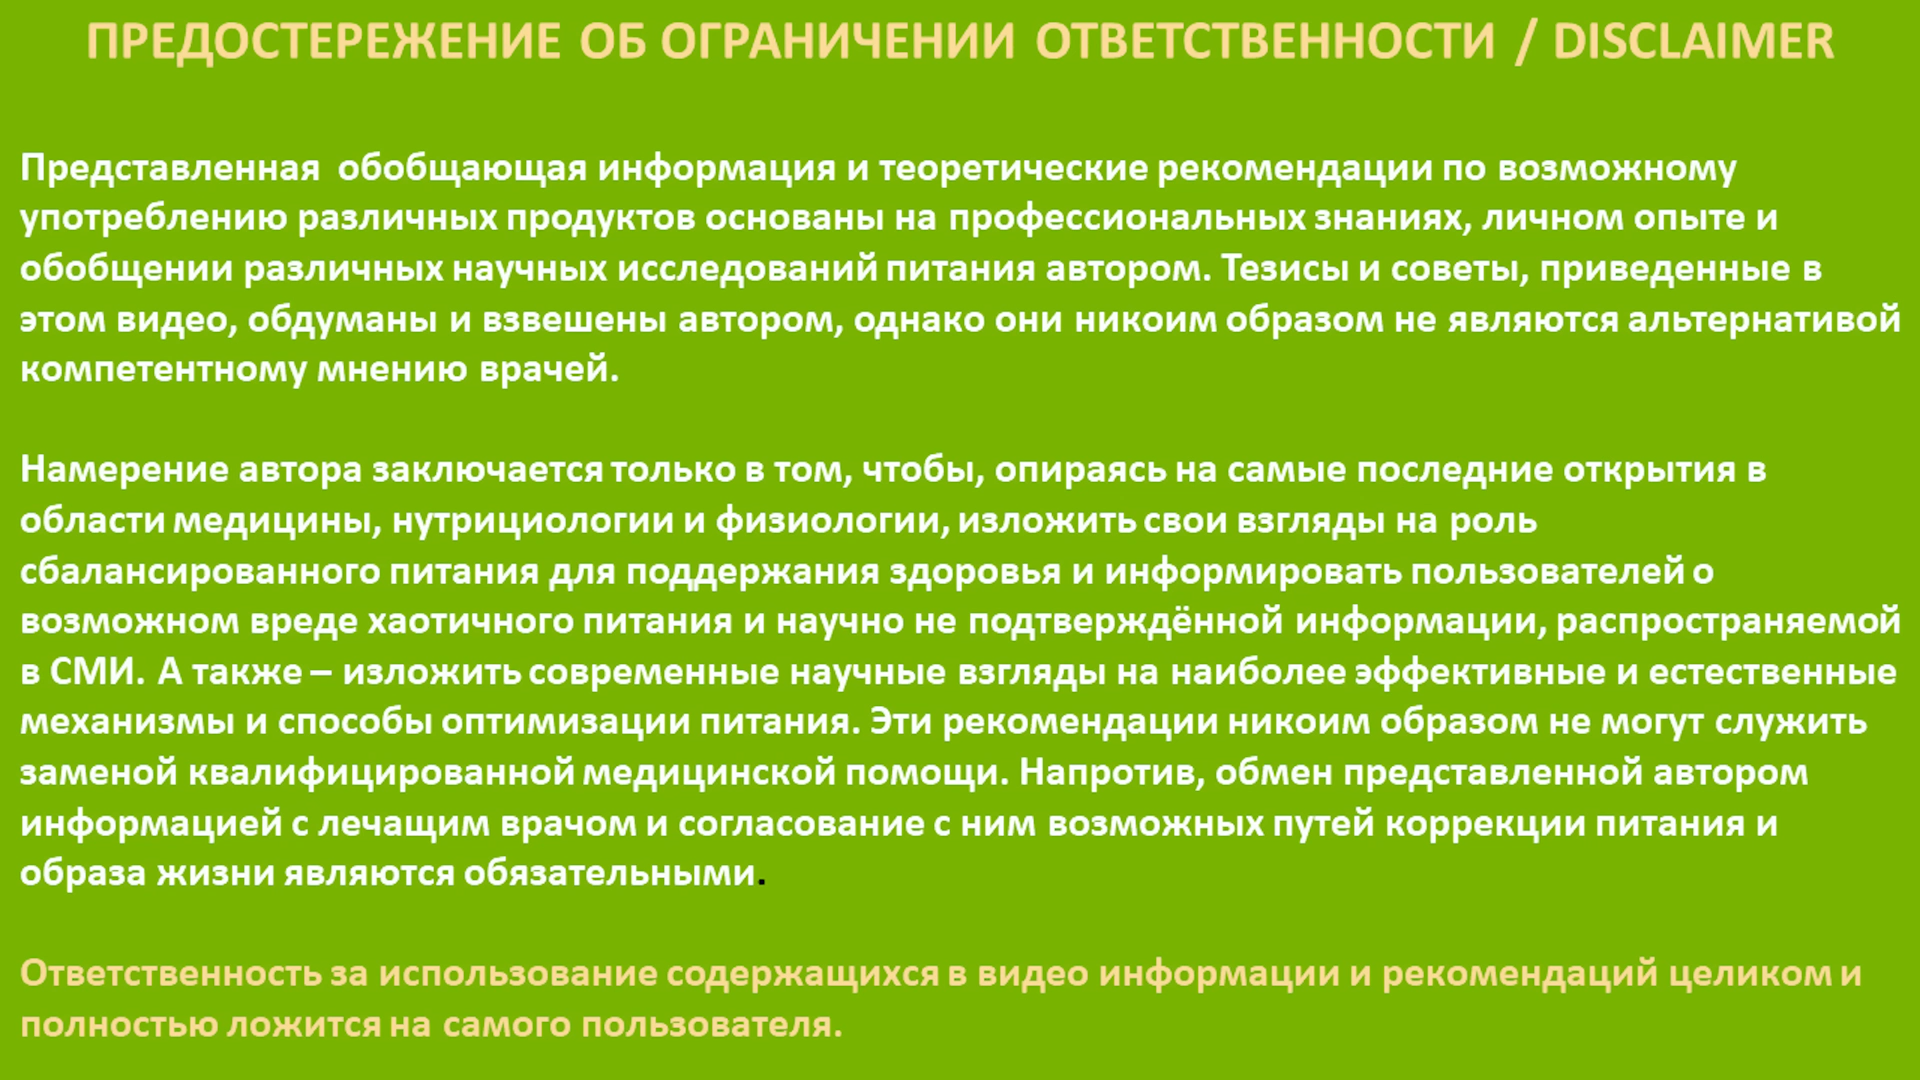 ПРЕДОСТЕРЕЖЕНИЕ ОБ ОГРАНИЧЕНИИ ОТВЕТСТВЕННОСТИ / DISCLAIMER
Представленная обобщающая информация и теоретические рекомендации по возможному
употреблению различных продуктов основаны на профессиональных знаниях, личном опыте и
обобщении различных научных исследований питания автором. Тезисы и советы, приведенные в
этом видео, обдуманы и взвешены автором, однако они никоим образом не являются альтернативой
компетентному мнению врачей.
Намерение автора заключается только в том, чтобы, опираясь на самые последние открытия в
области медицины, нутрициологии и физиологии, изложить свои взгляды на роль
сбалансированного питания для поддержания здоровья и информировать пользователей о
возможном вреде хаотичного питания и научно не подтверждённой информации, распространяемой
в СМИ. А также – изложить современные научные взгляды на наиболее эффективные и естественные
механизмы и способы оптимизации питания. Эти рекомендации никоим образом не могут служить
заменой квалифицированной медицинской помощи. Напротив, обмен представленной автором
информацией с лечащим врачом и согласование с ним возможных путей коррекции питания и
образа жизни являются обязательными.
Ответственность за использование содержащихся в видео информации и рекомендаций целиком и
полностью ложится на самого пользователя.